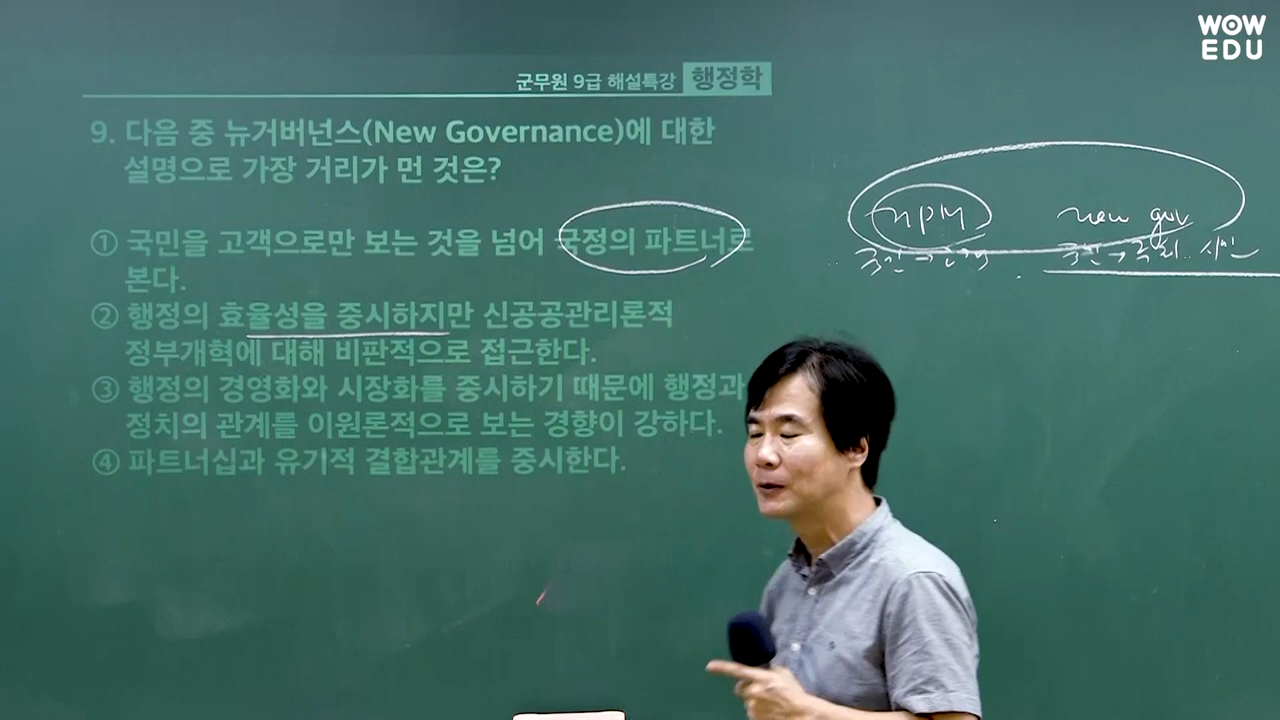 WOW
EDU
군무원 9급 해설특강 행정학
9. 다음 중 뉴거버넌스(New Governance)에 대한
설명으로 가장 거리가 먼 것은?
① 국민을 고객으로만 보는 것을 넘어 국정의 파트너로
본다.
② 행정의 효율성을 중시하지만 신공공관리론적
정부개혁에 대해 비판적으로 접근한다.
③ 행정의 경영화와 시장화를 중시하기 때문에 행정과
정치의 관계를 이원론적으로 보는 경향이 강하다.
④ 파트너십과 유기적 결합관계를 중시한다.
NPM new gov
국민→고객 국민→